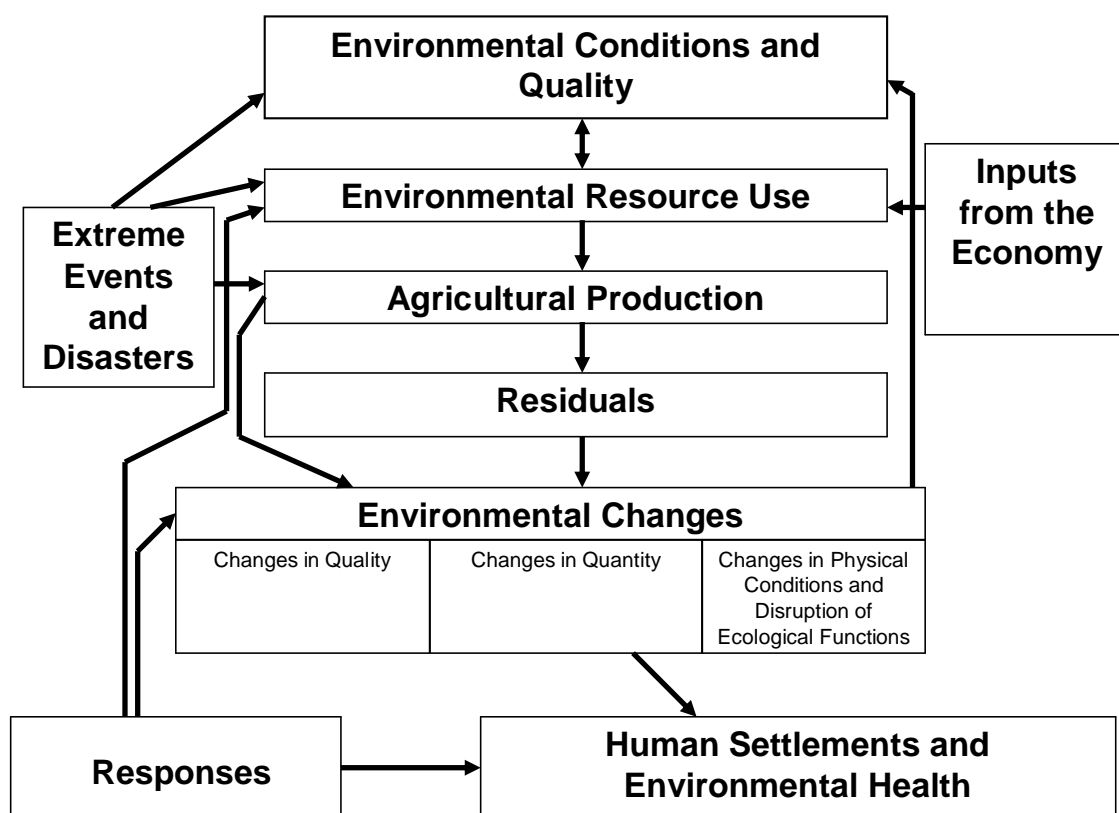 Environmental Conditions and
Quality
Environmental Resource Use
Inputs
from the
Economy
Extreme
Events
and
Disasters
Agricultural Production
Residuals
Environmental Changes
Changes in Quality
Changes in Quantity
Changes in Physical
Conditions and
Disruption of
Ecological Functions
Responses
Human Settlements and
Environmental Health